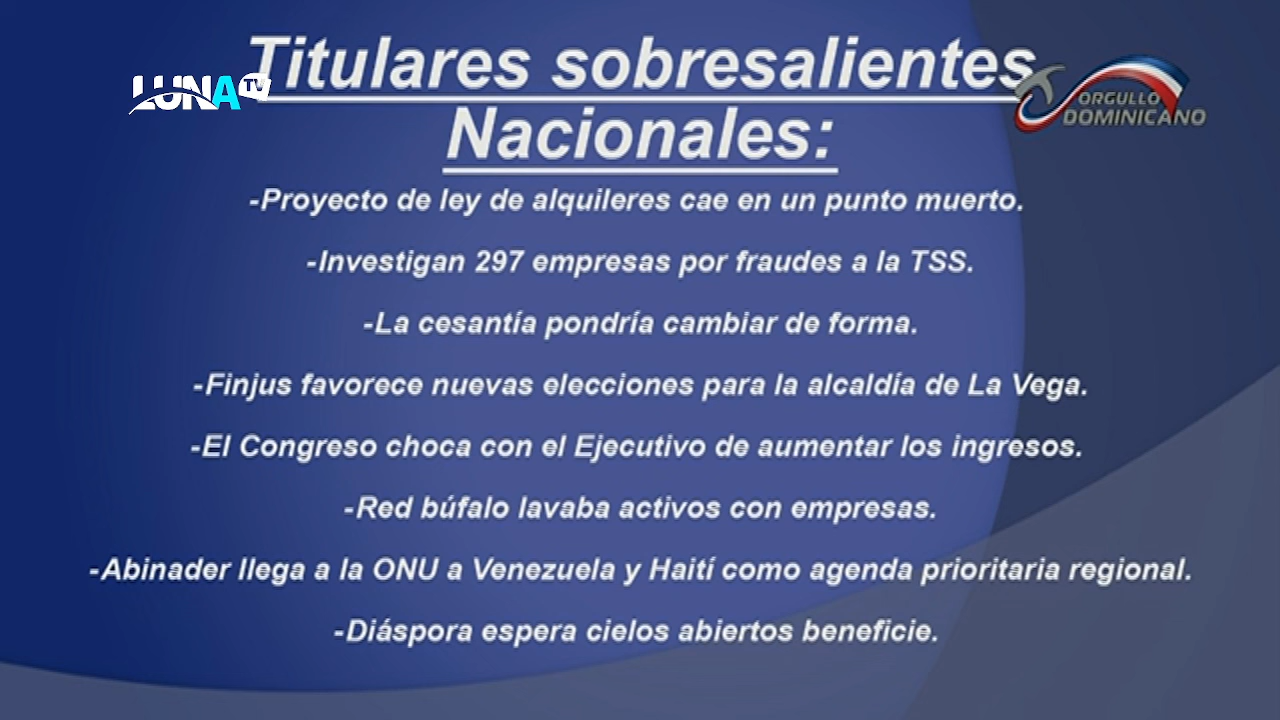 Titulares sobresalientes
LUNA TV
ORGULLO
DOMINICANO
Nacionales:
-Proyecto de ley de alquileres cae en un punto muerto.
-Investigan 297 empresas por fraudes a la TSS.
-La cesantía pondría cambiar de forma.
-Finjus favorece nuevas elecciones para la alcaldía de La Vega.
-El Congreso choca con el Ejecutivo de aumentar los ingresos.
-Red búfalo lavaba activos con empresas.
-Abinader llega a la ONU a Venezuela y Haití como agenda prioritaria regional.
-Diáspora espera cielos abiertos beneficie.